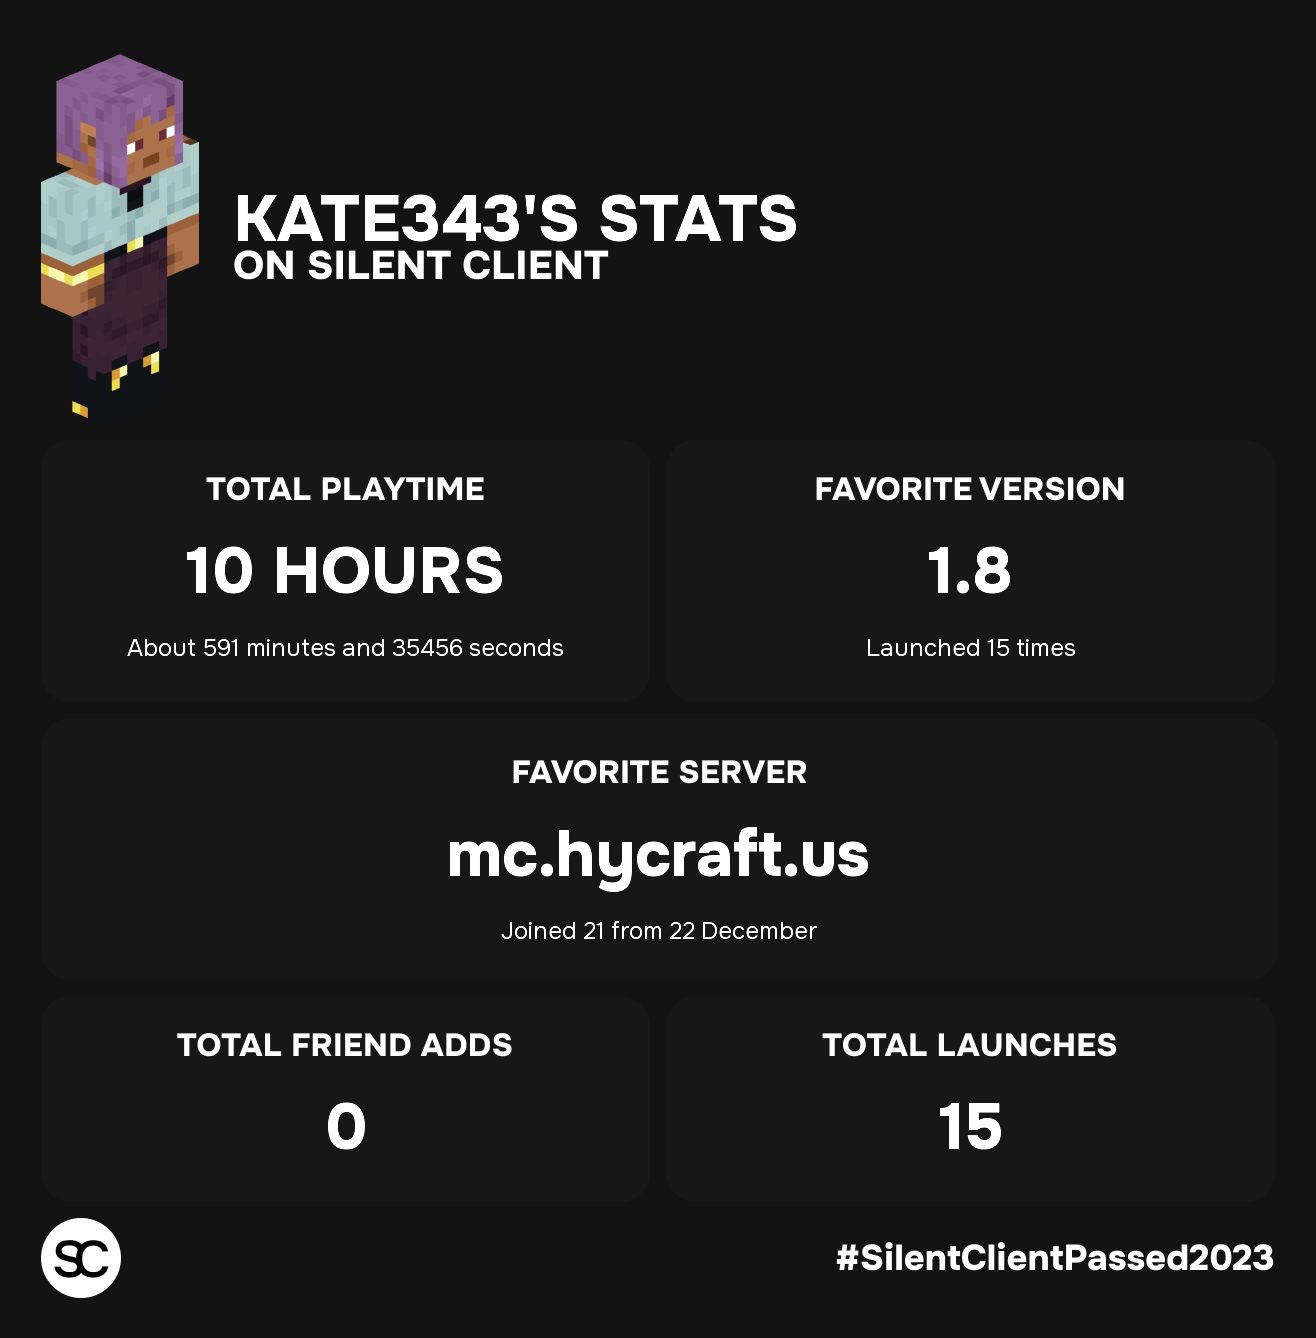 KATE343'S STATS
ON SILENT CLIENT
TOTAL PLAYTIME
10 HOURS
About 591 minutes and 35456 seconds
FAVORITE VERSION
1.8
Launched 15 times
FAVORITE SERVER
mc.hycraft.us
Joined 21 from 22 December
TOTAL FRIEND ADDS
0
TOTAL LAUNCHES
15
SC
#SilentClientPassed2023